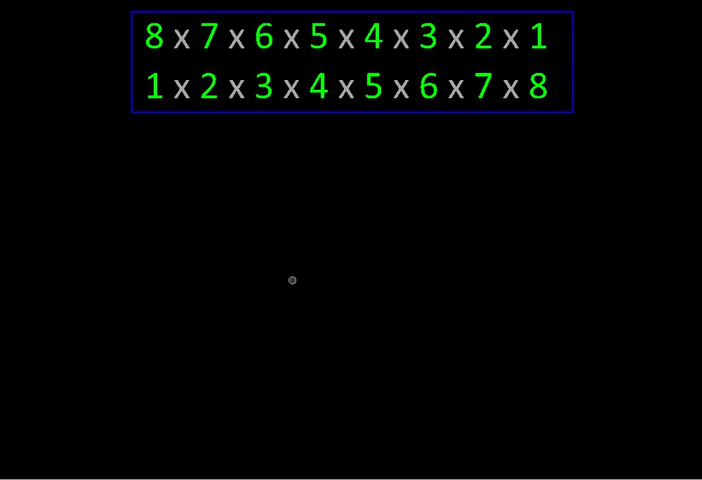 8 x 7 x 6 x 5 x 4 x 3 x 2 x 1
1 x 2 x 3 x 4 x 5 x 6 x 7 x 8